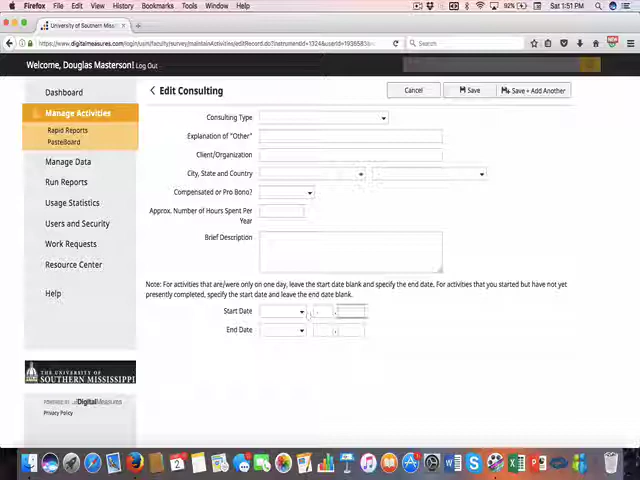 Firefox File Edit View History Bookmarks Tools Window Help 92% Sat 1:51 PM
University of Southern Mississippi
Search
Welcome, Douglas Masterson! Log Out
Dashboard
Manage Activities
Rapid Reports
PasteBoard
Manage Data
Run Reports
Usage Statistics
Users and Security
Work Requests
Resource Center
Help
THE UNIVERSITY OF
SOUTHERN MISSISSIPPI
POWERED BY DigitalMeasures
Privacy Policy
Edit Consulting
Cancel Save Save + Add Another
Consulting Type
Explanation of "Other"
Client/Organization
City, State and Country
Compensated or Pro Bono?
Approx. Number of Hours Spent Per
Year
Brief Description
Note: For activities that are/were only on one day, leave the start date blank and specify the end date. For activities that you started but have not yet
presently completed, specify the start date and leave the end date blank.
Start Date
End Date